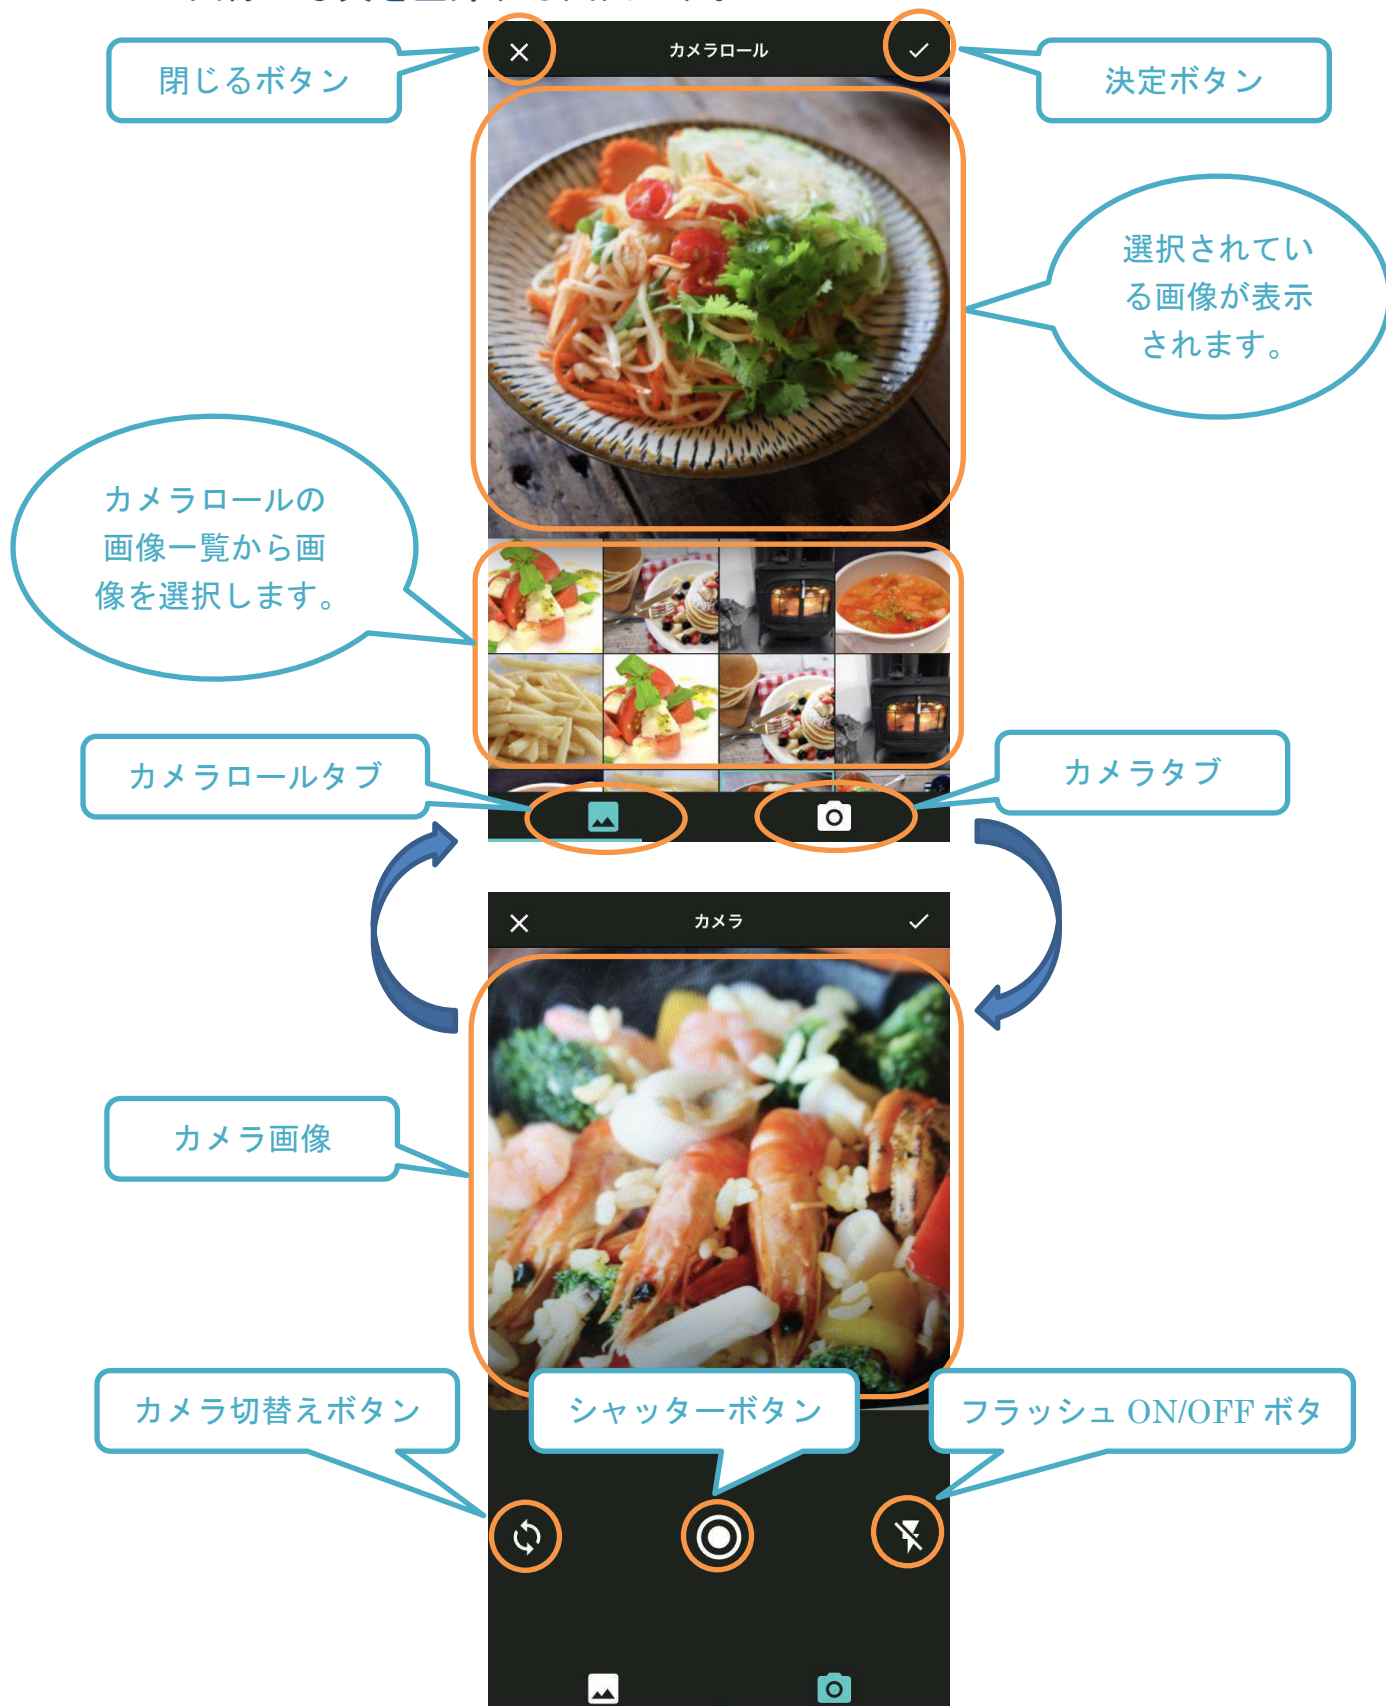 カメラロール
閉じるボタン
決定ボタン
選択されてい
る画像が表示
されます。
カメラロールの
画像一覧から画
像を選択します。
カメラロールタブ
カメラタブ
カメラ
カメラ画像
カメラ切替えボタン
シャッターボタン
フラッシュ ON/OFF ボタ